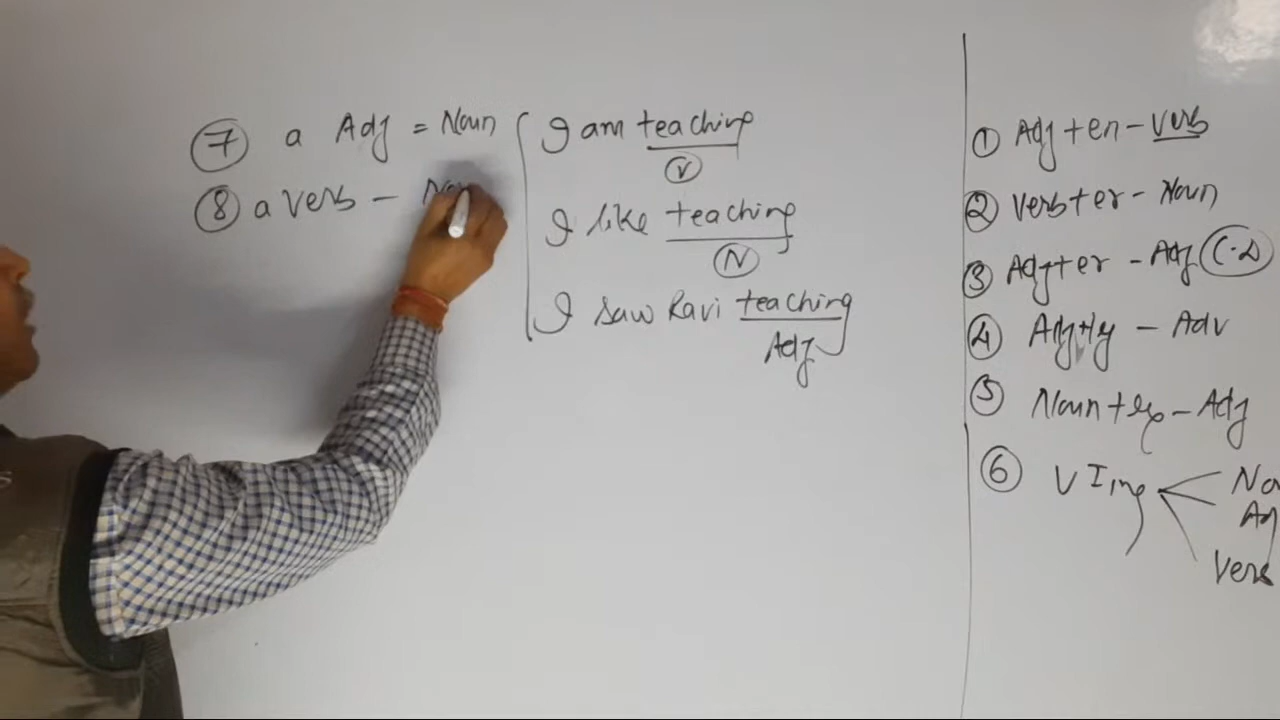 ⑦ a Adj = Noun
⑧ a verb -
I am teaching
Ⓥ
I like teaching
Ⓝ
I saw Ravi teaching
Adj
① Adj + en - verb
② Verb + er - Noun
③ Adj + er - Adj (C.D)
④ Adj + ly - Adv
⑤ Noun + ly - Adj
⑥ V Ing
Verb